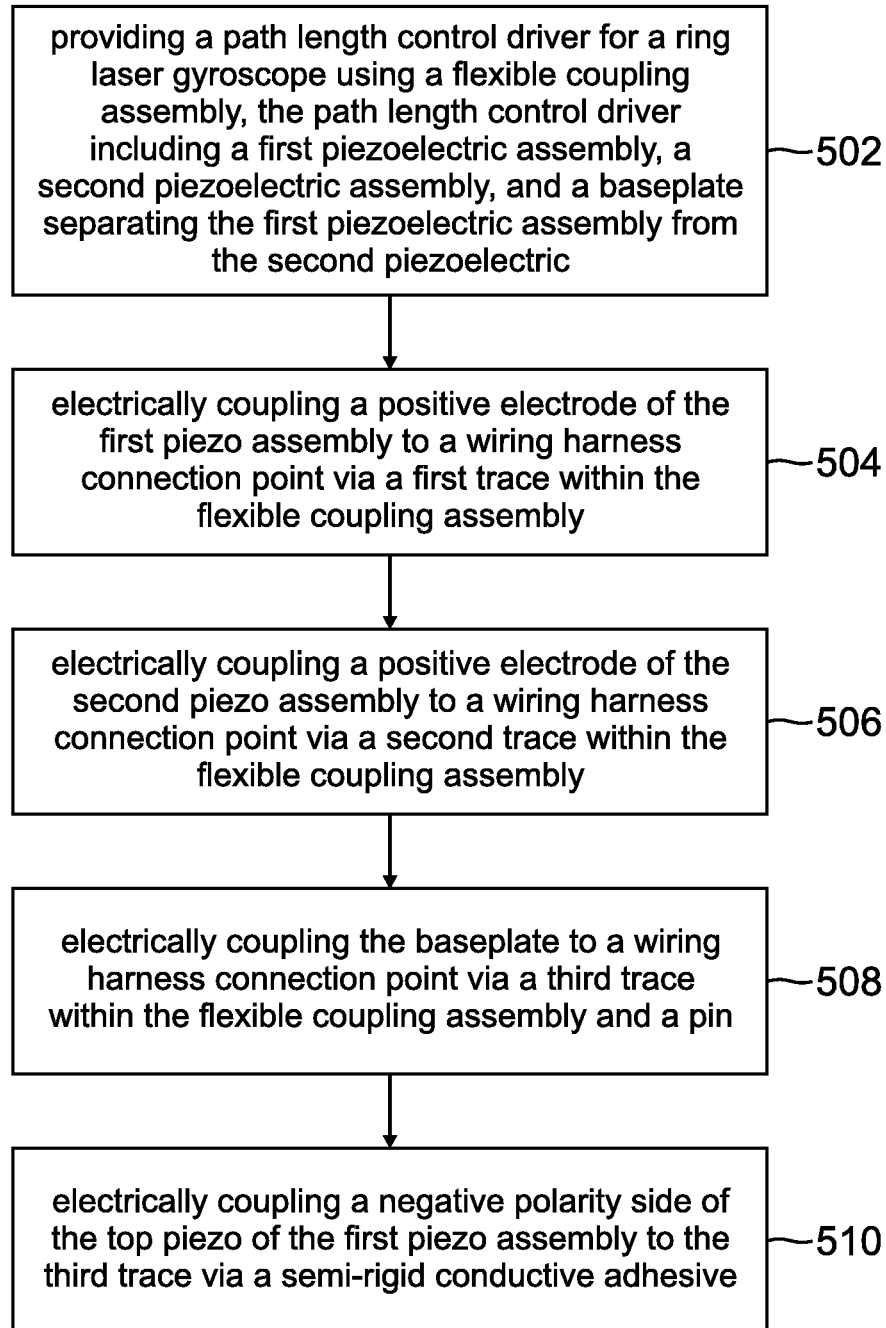 providing a path length control driver for a ring
laser gyroscope using a flexible coupling
assembly, the path length control driver
including a first piezoelectric assembly, a
second piezoelectric assembly, and a baseplate
separating the first piezoelectric assembly from
the second piezoelectric
502
electrically coupling a positive electrode of the
first piezo assembly to a wiring harness
connection point via a first trace within the
flexible coupling assembly
504
electrically coupling a positive electrode of the
second piezo assembly to a wiring harness
connection point via a second trace within the
flexible coupling assembly
506
electrically coupling the baseplate to a wiring
harness connection point via a third trace
within the flexible coupling assembly and a pin
508
electrically coupling a negative polarity side of
the top piezo of the first piezo assembly to the
third trace via a semi-rigid conductive adhesive
510